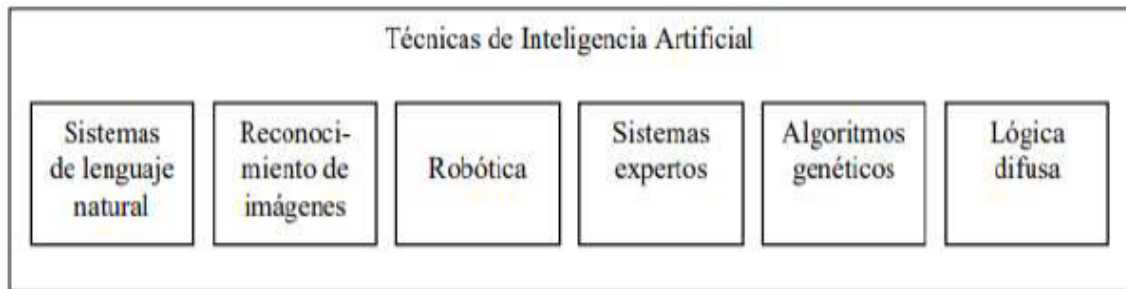 Técnicas de Inteligencia Artificial
Sistemas
de lenguaje
natural
Reconoci-
miento de
imágenes
Robótica
Sistemas
expertos
Algoritmos
genéticos
Lógica
difusa